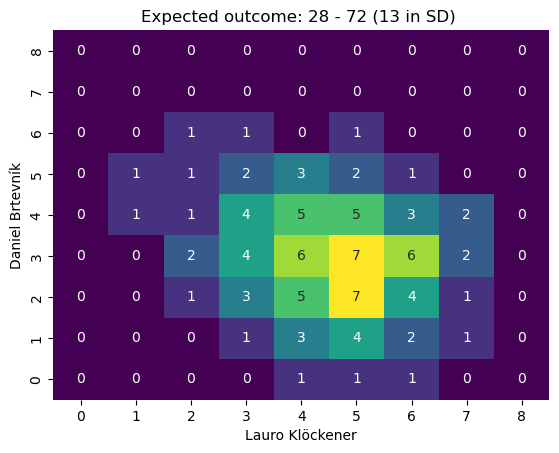 Expected outcome: 28 - 72 (13 in SD)
8 0 0 0 0 0 0 0 0 0
7 0 0 0 0 0 0 0 0 0
6 0 0 1 1 0 1 0 0 0
5 0 1 1 2 3 2 1 0 0
4 0 1 1 4 5 5 3 2 0
3 0 0 2 4 6 7 6 2 0
2 0 0 1 3 5 7 4 1 0
1 0 0 0 1 3 4 2 1 0
0 0 0 0 0 1 1 1 0 0
0 1 2 3 4 5 6 7 8
Daniel Brtevník
Lauro Klöckener